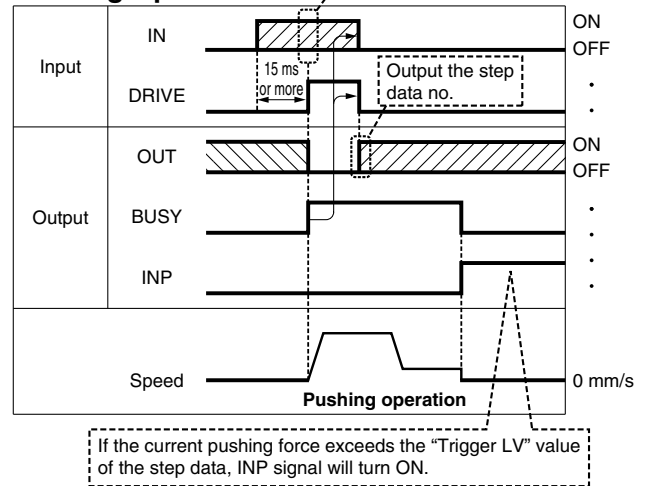 IN
ON
OFF
Input
15 ms
or more
Output the step
data no.
DRIVE
OUT
ON
OFF
Output
BUSY
INP
Speed
0 mm/s
Pushing operation
If the current pushing force exceeds the “Trigger LV” value
of the step data, INP signal will turn ON.